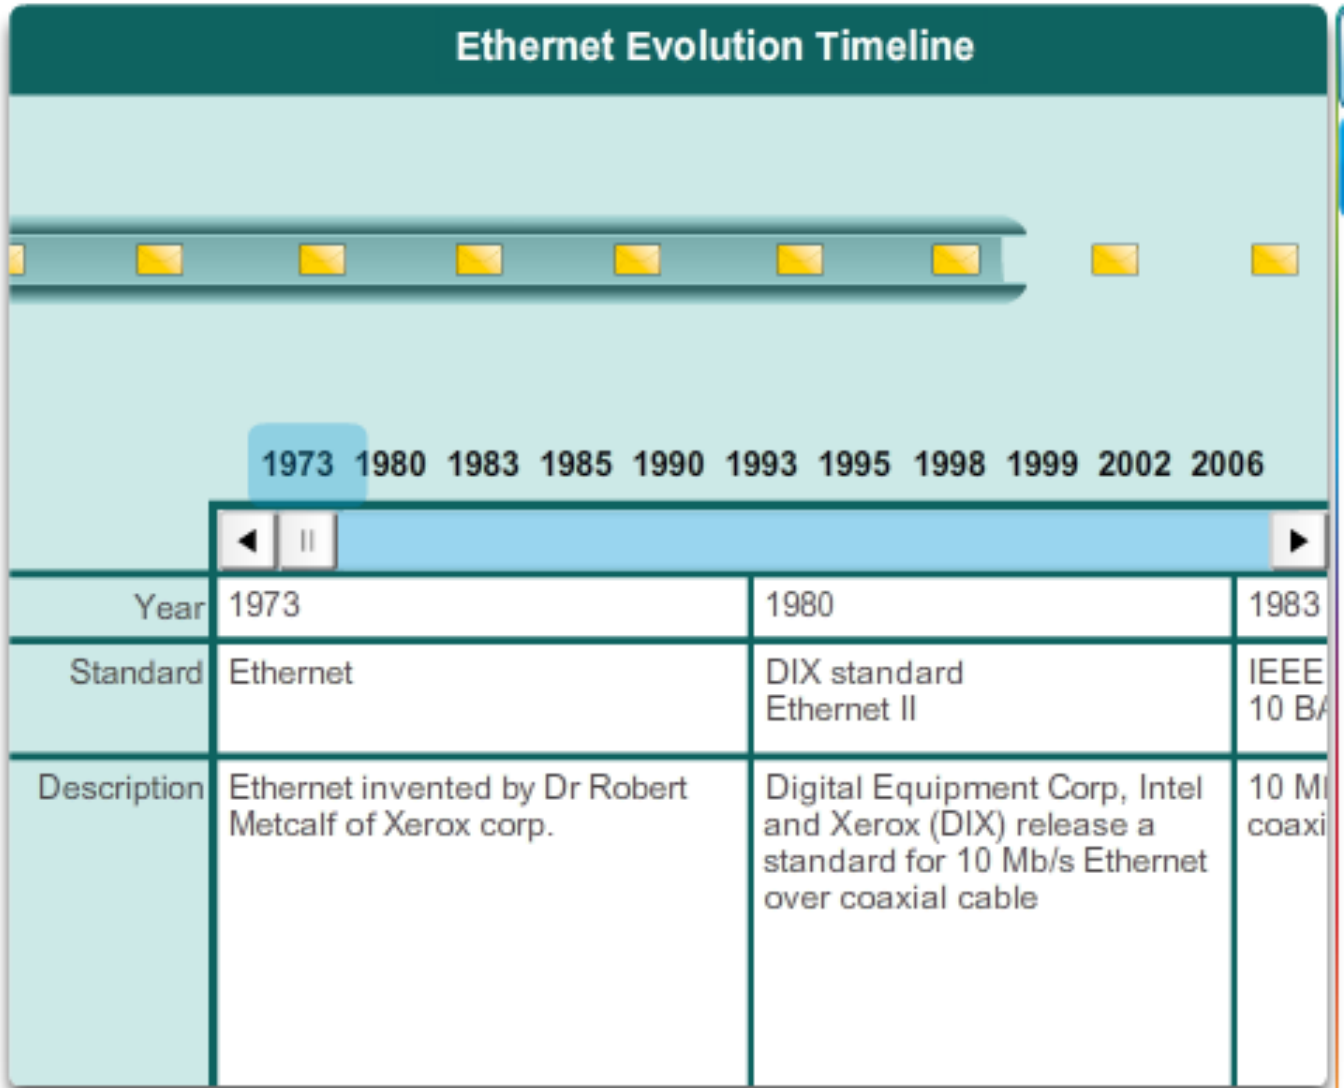 Ethernet Evolution Timeline
1973 1980 1983 1985 1990 1993 1995 1998 1999 2002 2006
Year 1973 1980 1983
Standard Ethernet DIX standard IEEE
Ethernet II 10
Description Ethernet invented by Dr Robert Digital Equipment Corp, Intel 10
Metcalf of Xerox corp. and Xerox (DIX) release a
standard for 10 Mb/s Ethernet
over coaxial cable